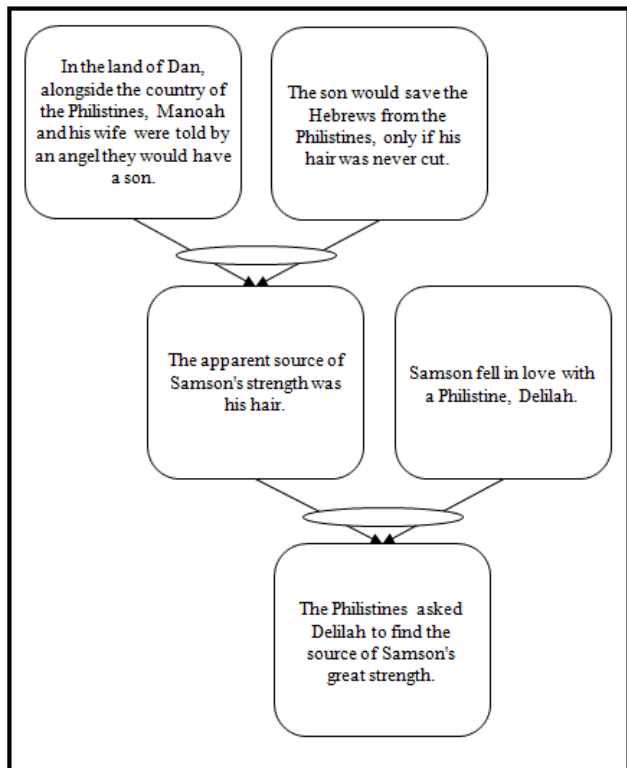 In the land of Dan,
alongside the country of
the Philistines, Manoah
and his wife were told by
an angel they would have
a son.
The son would save the
Hebrews from the
Philistines, only if his
hair was never cut.
The apparent source of
Samson's strength was
his hair.
Samson fell in love with
a Philistine, Delilah.
The Philistines asked
Delilah to find the
source of Samson's
great strength.